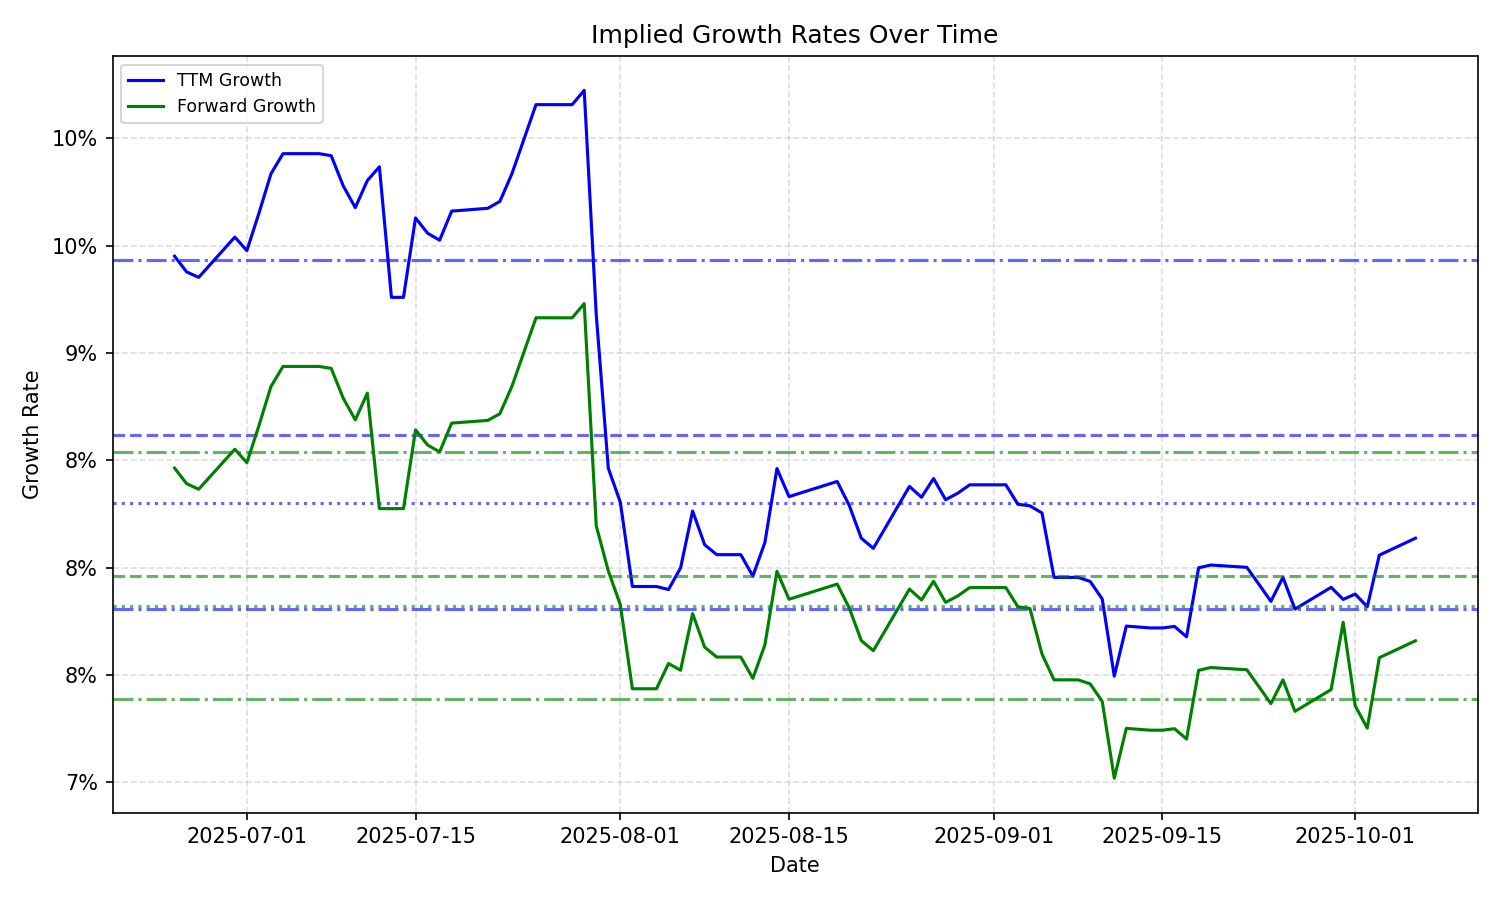 Implied Growth Rates Over Time
TTM Growth
Forward Growth
10%
10%
9%
8%
8%
8%
7%
Growth Rate
2025-07-01
2025-07-15
2025-08-01
2025-08-15
2025-09-01
2025-09-15
2025-10-01
Date